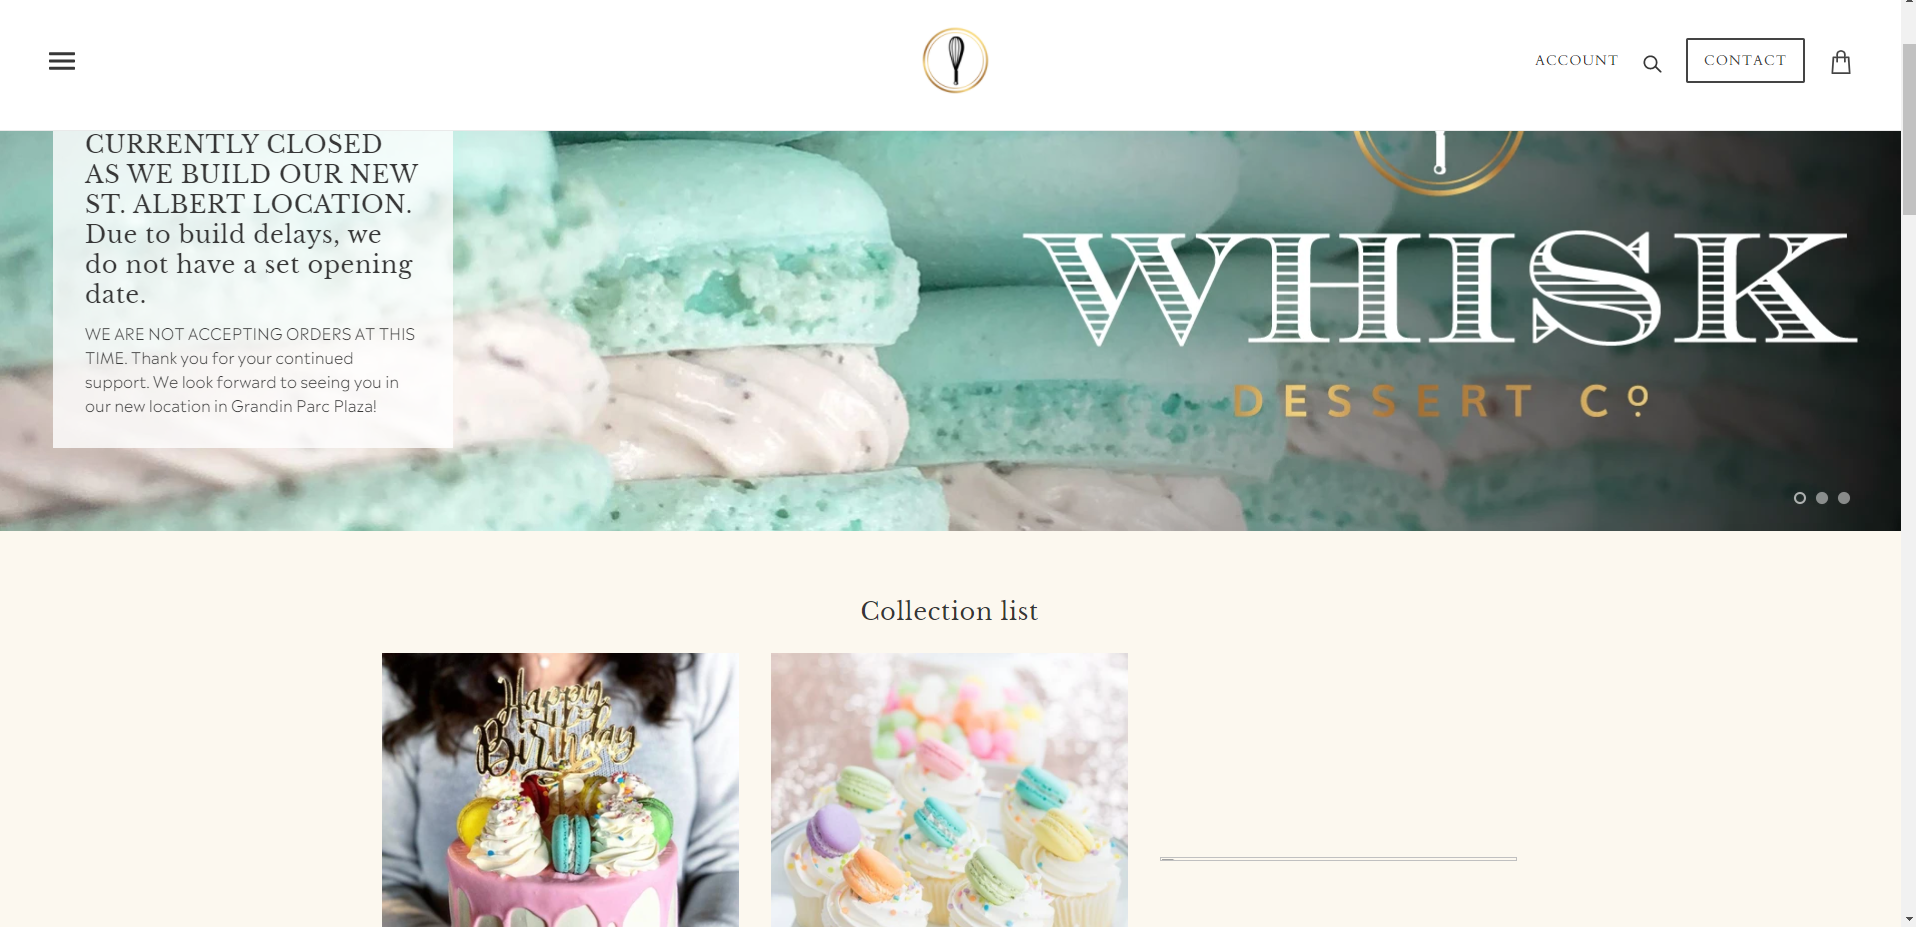 ACCOUNT
CONTACT
CURRENTLY CLOSED
AS WE BUILD OUR NEW
ST. ALBERT LOCATION.
Due to build delays, we
do not have a set opening
date.
WE ARE NOT ACCEPTING ORDERS AT THIS
TIME. Thank you for your continued
support. We look forward to seeing you in
our new location in Grandin Parc Plaza!
WHISK
DESSERT Co
Collection list
Happy
Birthday